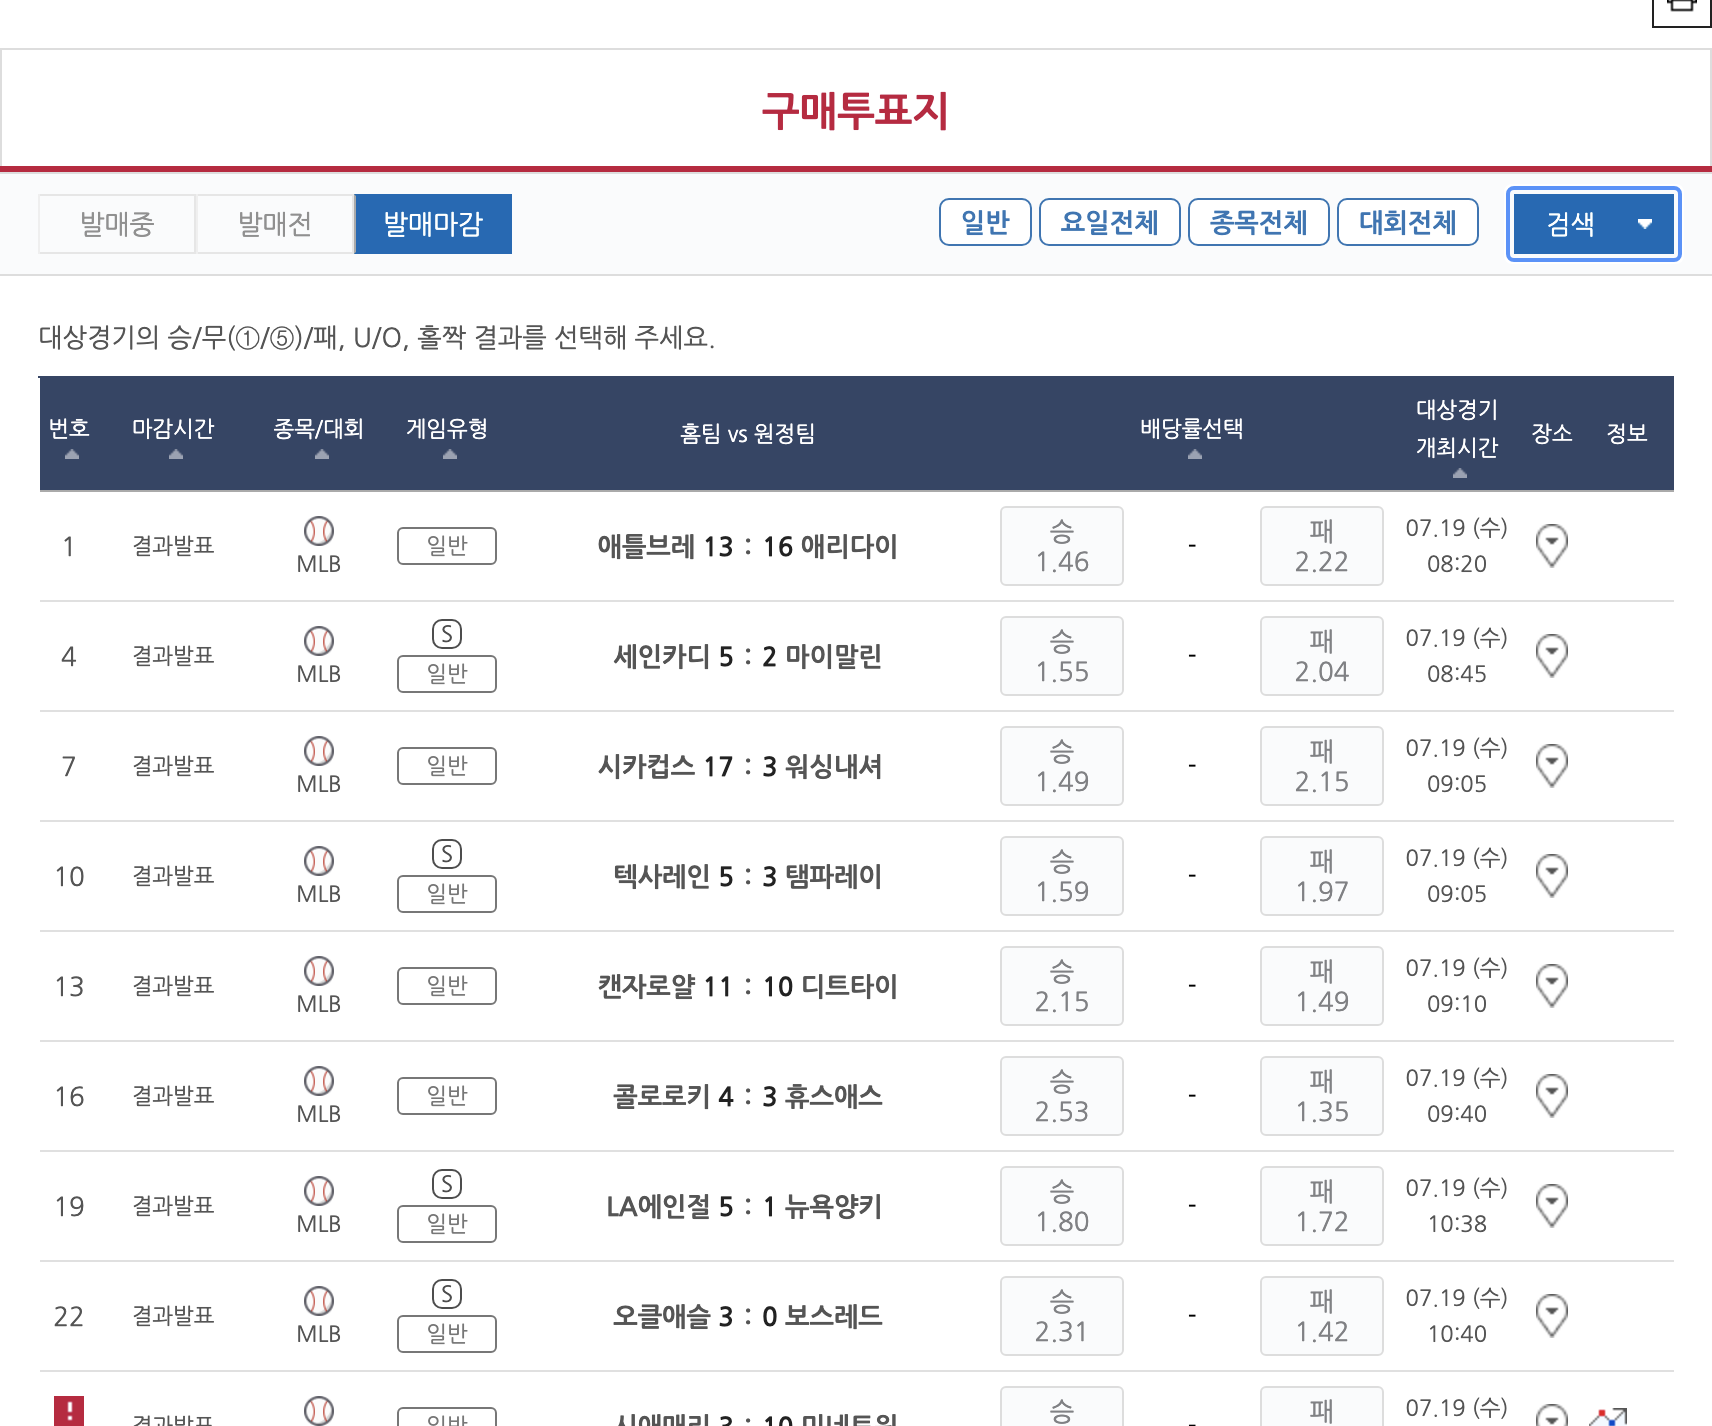 구매투표지
발매중 발매전 발매마감 일반 요일전체 종목전체 대회전체 검색
대상경기의 승/무(①/⑤)/패, U/O, 홀짝 결과를 선택해 주세요.
번호 마감시간 종목/대회 게임유형 홈팀 vs 원정팀 배당률선택 대상경기 개최시간 장소 정보
1 결과발표 MLB 일반 애틀브레 13 : 16 애리다이 승 1.46 - 패 2.22 07.19 (수) 08:20
4 결과발표 MLB S 일반 세인카디 5 : 2 마이말린 승 1.55 - 패 2.04 07.19 (수) 08:45
7 결과발표 MLB 일반 시카컵스 17 : 3 워싱내셔 승 1.49 - 패 2.15 07.19 (수) 09:05
10 결과발표 MLB S 일반 텍사레인 5 : 3 탬파레이 승 1.59 - 패 1.97 07.19 (수) 09:05
13 결과발표 MLB 일반 캔자로얄 11 : 10 디트타이 승 2.15 - 패 1.49 07.19 (수) 09:10
16 결과발표 MLB 일반 콜로로키 4 : 3 휴스애스 승 2.53 - 패 1.35 07.19 (수) 09:40
19 결과발표 MLB S 일반 LA에인절 5 : 1 뉴욕양키 승 1.80 - 패 1.72 07.19 (수) 10:38
22 결과발표 MLB S 일반 오클애슬 3 : 0 보스레드 승 2.31 - 패 1.42 07.19 (수) 10:40
! 결과발표 일반 시애매리 3 : 10 미네트윈 승 - 패 07.19 (수)